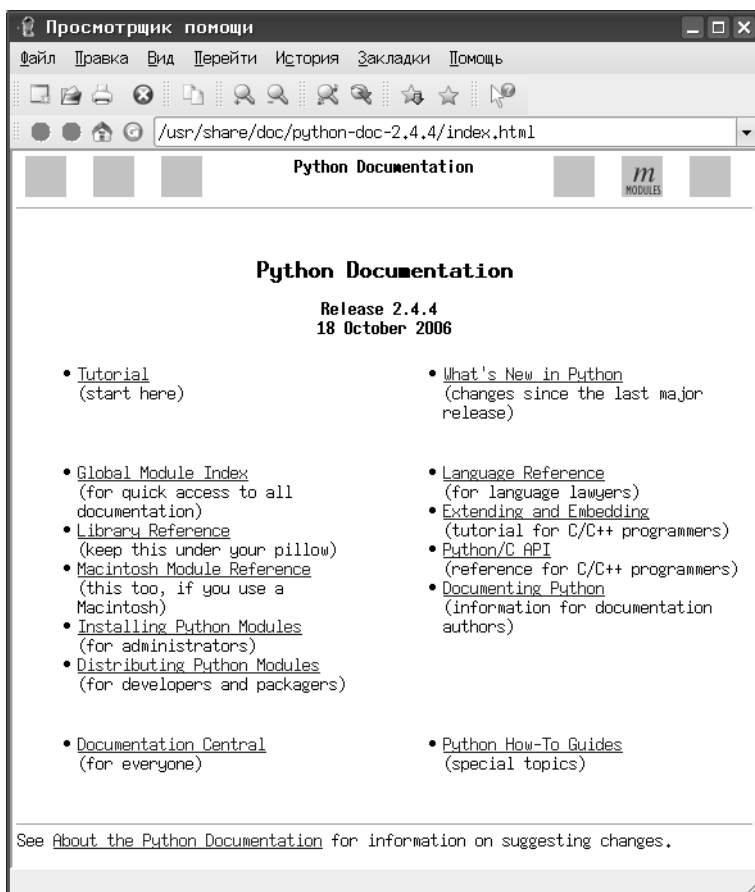 Просмотрщик помощи
Файл Правка Вид Перейти История Закладки Помощь
/usr/share/doc/python-doc-2.4.4/index.html
Python Documentation
m
MODULES
Python Documentation
Release 2.4.4
18 October 2006
• Tutorial
(start here)
• What's New in Python
(changes since the last major
release)
• Global Module Index
(for quick access to all
documentation)
• Library Reference
(keep this under your pillow)
• Macintosh Module Reference
(this too, if you use a
Macintosh)
• Installing Python Modules
(for administrators)
• Distributing Python Modules
(for developers and packagers)
• Language Reference
(for language lawyers)
• Extending and Embedding
(tutorial for C/C++ programmers)
• Python/C API
(reference for C/C++ programmers)
• Documenting Python
(information for documentation
authors)
• Documentation Central
(for everyone)
• Python How-To Guides
(special topics)
See About the Python Documentation for information on suggesting changes.